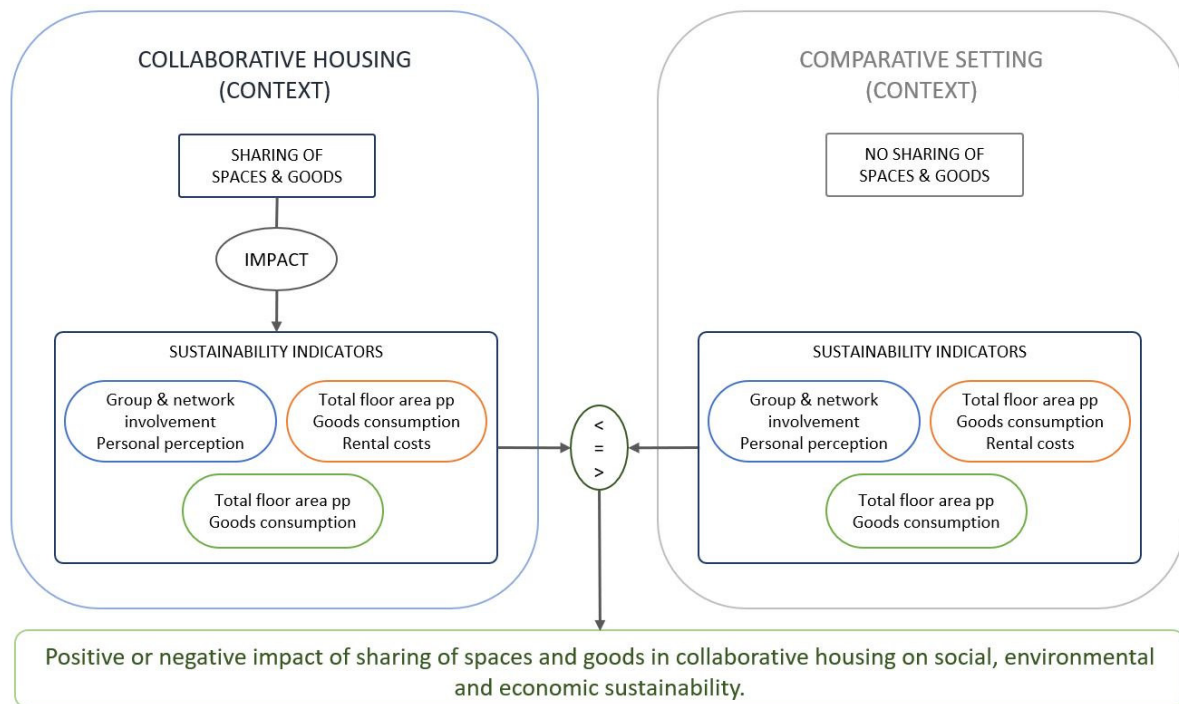 COLLABORATIVE HOUSING
(CONTEXT)
SHARING OF
SPACES & GOODS
IMPACT
SUSTAINABILITY INDICATORS
Group & network
involvement
Personal perception
Total floor area pp
Goods consumption
Rental costs
Total floor area pp
Goods consumption
<
=
>
COMPARATIVE SETTING
(CONTEXT)
NO SHARING OF
SPACES & GOODS
SUSTAINABILITY INDICATORS
Group & network
involvement
Personal perception
Total floor area pp
Goods consumption
Rental costs
Total floor area pp
Goods consumption
Positive or negative impact of sharing of spaces and goods in collaborative housing on social, environmental
and economic sustainability.